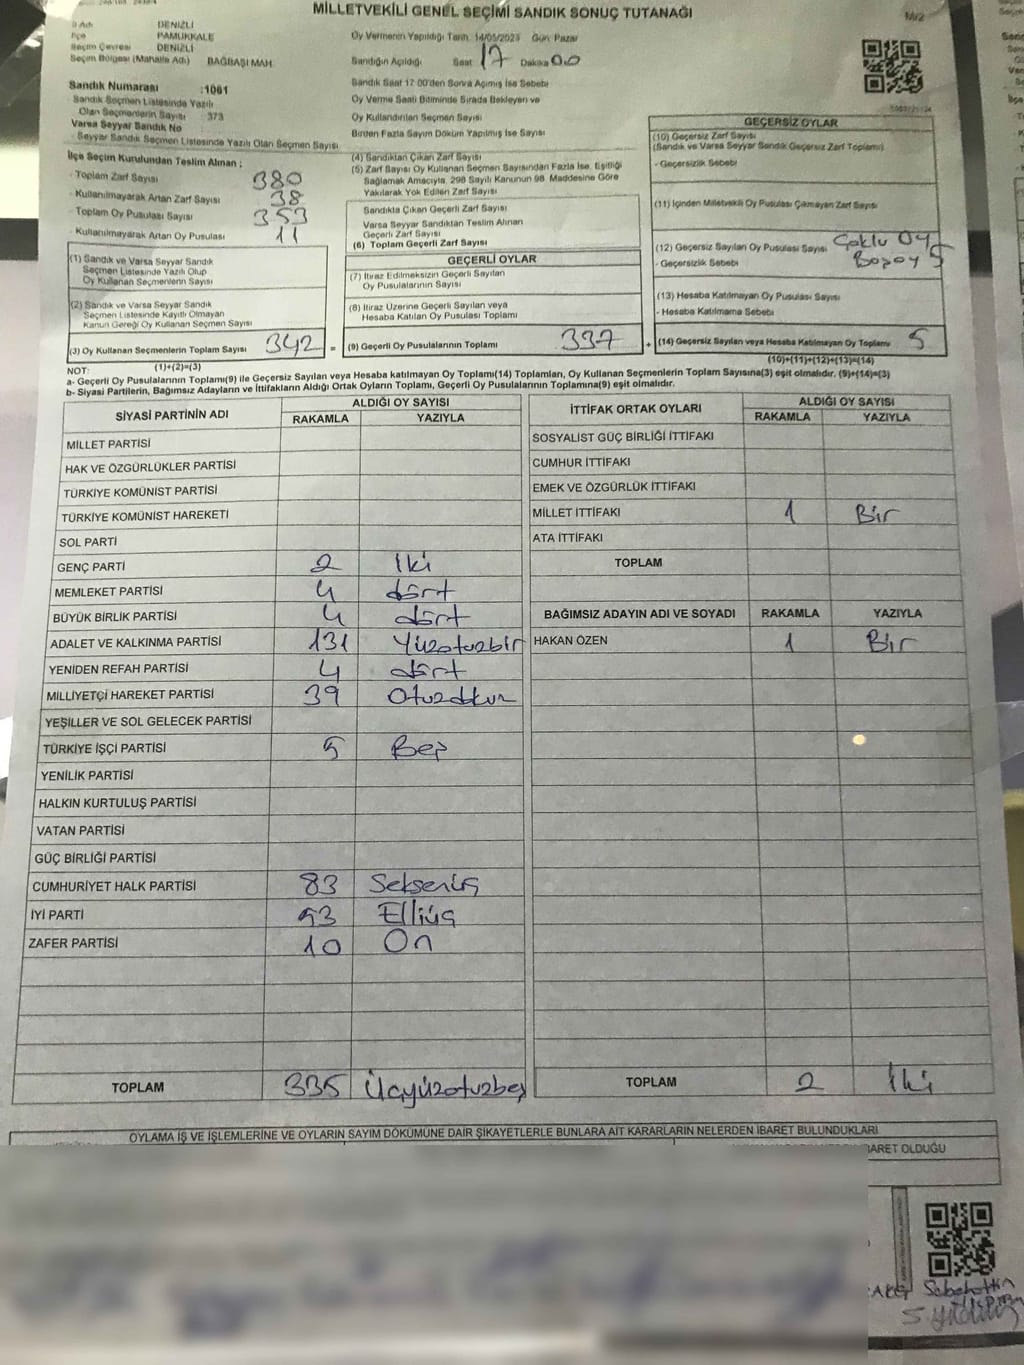 MİLLETVEKİLİ GENEL SEÇİMİ SANDIK SONUÇ TUTANAĞI
İl Adı DENİZLİ
İlçe PAMUKKALE
Seçim Çevresi DENİZLİ
Seçim Bölgesi (Mahalle Adı) BAĞBAŞI MAH.
Oy Vermenin Yapıldığı Tarih: 14/05/2023 Gün: Pazar
Sandığın Açıldığı Saat 17 Dakika 00
Sandık Numarası :1061
Sandık Seçmen Listesinde Yazılı
Olan Seçmenlerin Sayısı : 373
Varsa Seyyar Sandık No
- Seyyar Sandık Seçmen Listesinde Yazılı Olan Seçmen Sayısı
Sandık Saat 17:00'den Sonra Açılmış İse Sebebi
Oy Verme Saati Bitiminde Sırada Bekleyen ve
Oy Kullandırılan Seçmen Sayısı
Birden Fazla Sayım Döküm Yapılmış İse Sayısı
İlçe Seçim Kurulundan Teslim Alınan ;
- Toplam Zarf Sayısı 380
- Kullanılmayarak Artan Zarf Sayısı 38
- Toplam Oy Pusulası Sayısı 353
- Kullanılmayarak Artan Oy Pusulası 11
(4) Sandıktan Çıkan Zarf Sayısı
(5) Zarf Sayısı Oy Kullanan Seçmen Sayısından Fazla İse, Eşitliği
Sağlamak Amacıyla, 298 Sayılı Kanunun 98. Maddesine Göre
Yakılarak Yok Edilen Zarf Sayısı
Sandıkta Çıkan Geçerli Zarf Sayısı
Varsa Seyyar Sandıktan Teslim Alınan
Geçerli Zarf Sayısı
(6) Toplam Geçerli Zarf Sayısı
GEÇERSİZ OYLAR
(10) Geçersiz Zarf Sayısı
(Sandık ve Varsa Seyyar Sandık Geçersiz Zarf Toplamı)
- Geçersizlik Sebebi
(11) İçinden Milletvekili Oy Pusulası Çıkmayan Zarf Sayısı
(12) Geçersiz Sayılan Oy Pusulası Sayısı Çoklu Oy
- Geçersizlik Sebebi Boş oy 5
(13) Hesaba Katılmayan Oy Pusulası Sayısı
- Hesaba Katılmama Sebebi
(1) Sandık ve Varsa Seyyar Sandık
Seçmen Listesinde Yazılı Olup
Oy Kullanan Seçmenlerin Sayısı
(2) Sandık ve Varsa Seyyar Sandık
Seçmen Listesinde Kayıtlı Olmayan
Kanun Gereği Oy Kullanan Seçmen Sayısı
GEÇERLİ OYLAR
(7) İtiraz Edilmeksizin Geçerli Sayılan
Oy Pusulalarının Sayısı
(8) İtiraz Üzerine Geçerli Sayılan veya
Hesaba Katılan Oy Pusulası Toplamı
(3) Oy Kullanan Seçmenlerin Toplam Sayısı 342 = (9) Geçerli Oy Pusulalarının Toplamı 337 + (14) Geçersiz Sayılan veya Hesaba Katılmayan Oy Pusulası Toplamı 5
(1)+(2)=(3) (10)+(11)+(12)+(13)=(14)
NOT:
a- Geçerli Oy Pusulalarının Toplamı(9) ile Geçersiz Sayılan veya Hesaba katılmayan Oy Pusulaları Toplamı(14) Toplamları, Oy Kullanan Seçmenlerin Toplam Sayısına(3) eşit olmalıdır. (9)+(14)=(3)
b- Siyasi Partilerin, Bağımsız Adayların ve İttifakların Aldığı Ortak Oyların Toplamı, Geçerli Oy Pusulalarının Toplamına(9) eşit olmalıdır.
SİYASİ PARTİNİN ADI ALDIĞI OY SAYISI
RAKAMLA YAZIYLA
MİLLET PARTİSİ
HAK VE ÖZGÜRLÜKLER PARTİSİ
TÜRKİYE KOMÜNİST PARTİSİ
TÜRKİYE KOMÜNİST HAREKETİ
SOL PARTİ
GENÇ PARTİ 2 İki
MEMLEKET PARTİSİ 4 dört
BÜYÜK BİRLİK PARTİSİ 4 dört
ADALET VE KALKINMA PARTİSİ 131 Yüzotuzbir
YENİDEN REFAH PARTİSİ 4 dört
MİLLİYETÇİ HAREKET PARTİSİ 39 Otuzdokuz
YEŞİLLER VE SOL GELECEK PARTİSİ
TÜRKİYE İŞÇİ PARTİSİ 5 Beş
YENİLİK PARTİSİ
HALKIN KURTULUŞ PARTİSİ
VATAN PARTİSİ
GÜÇ BİRLİĞİ PARTİSİ
CUMHURİYET HALK PARTİSİ 83 Seksenüç
İYİ PARTİ 53 Elliüç
ZAFER PARTİSİ 10 On
TOPLAM 335 Üçyüzotuzbeş
İTTİFAK ORTAK OYLARI ALDIĞI OY SAYISI
RAKAMLA YAZIYLA
SOSYALİST GÜÇ BİRLİĞİ İTTİFAKI
CUMHUR İTTİFAKI
EMEK VE ÖZGÜRLÜK İTTİFAKI
MİLLET İTTİFAKI 1 Bir
ATA İTTİFAKI
TOPLAM
BAĞIMSIZ ADAYIN ADI VE SOYADI RAKAMLA YAZIYLA
HAKAN ÖZEN 1 Bir
TOPLAM 2 İki
OYLAMA İŞ VE İŞLEMLERİNE VE OYLARIN SAYIM DÖKÜMÜNE DAİR ŞİKAYETLERLE BUNLARA AİT KARARLARIN NELERDEN İBARET BULUNDUKLARI
BARET OLDUĞU
Sabahattin